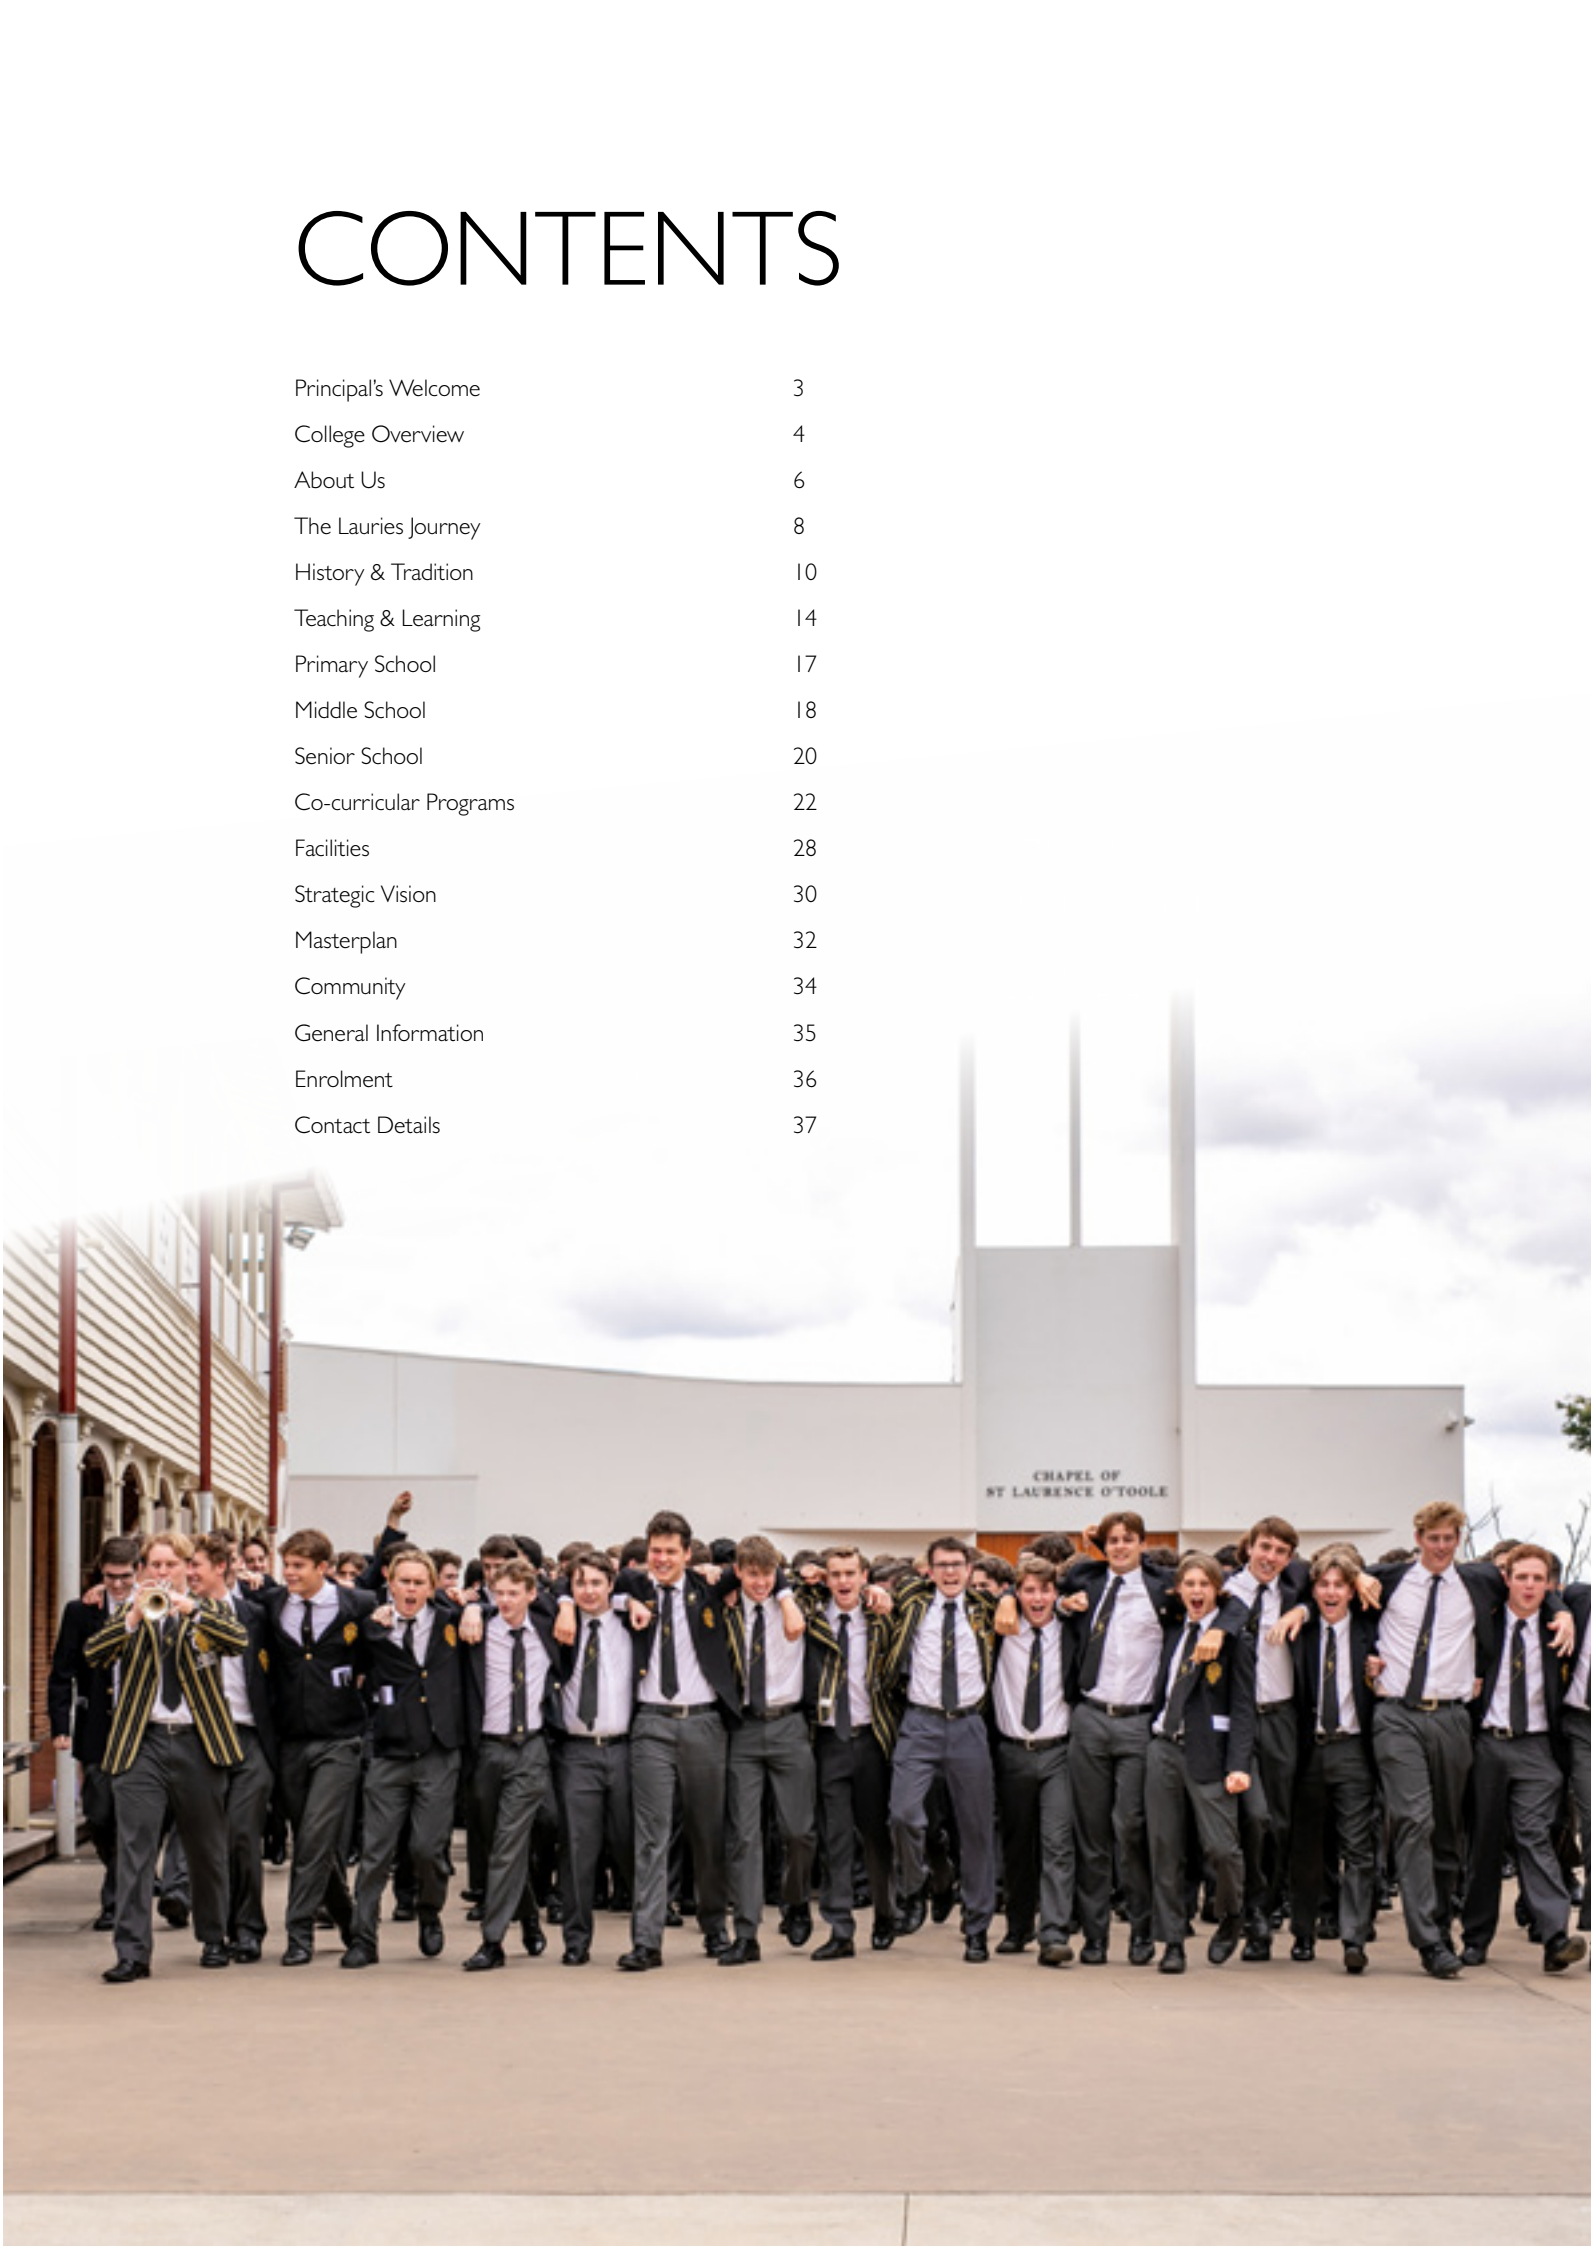 CONTENTS
Principal’s Welcome 3
College Overview 4
About Us 6
The Lauries Journey 8
History & Tradition 10
Teaching & Learning 14
Primary School 17
Middle School 18
Senior School 20
Co-curricular Programs 22
Facilities 28
Strategic Vision 30
Masterplan 32
Community 34
General Information 35
Enrolment 36
Contact Details 37
CHAPEL OF
ST LAURENCE O'TOOLE